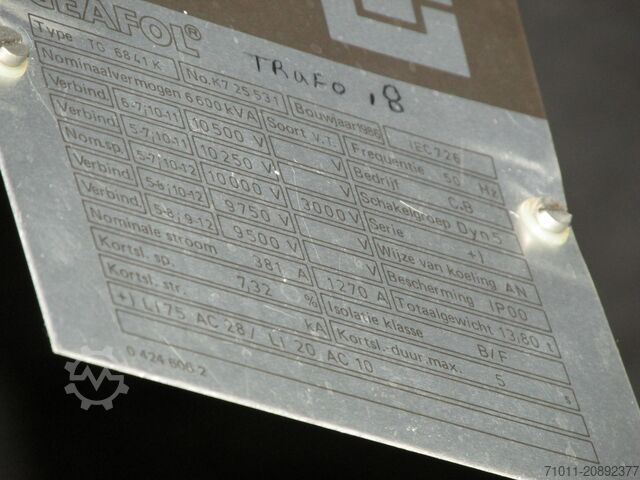 GEAFOL®
TRAFO 18
Type TG 6841 K No. K7 25531 Bouwjaar 1986 IEC 726
Nominaalvermogen 6600 kVA Soort v.T. Frequentie 50 Hz
Verbind 6-7;10-11 10500 V V Bedrijf CB
Verbind. 5-7;10-11 10250 V V Schakelgroep Dyn5
Nom.sp. 5-7;10-12 10000 V 3000 V Serie +)
Verbind 5-8;10-12 9750 V V Wijze van koeling AN
Verbind. 5-8;9-12 9500 V V Bescherming IP00
Nominale stroom 381 A 1270 A Totaalgewicht 13,80 t
Kortsl. sp. 7,32 % Isolatie klasse B/F
Kortsl. str. kA Kortsl.-duur max. 5 s
+) LI 75 AC 28 / LI 20 AC 10
0 424 606 2
71011-20892377